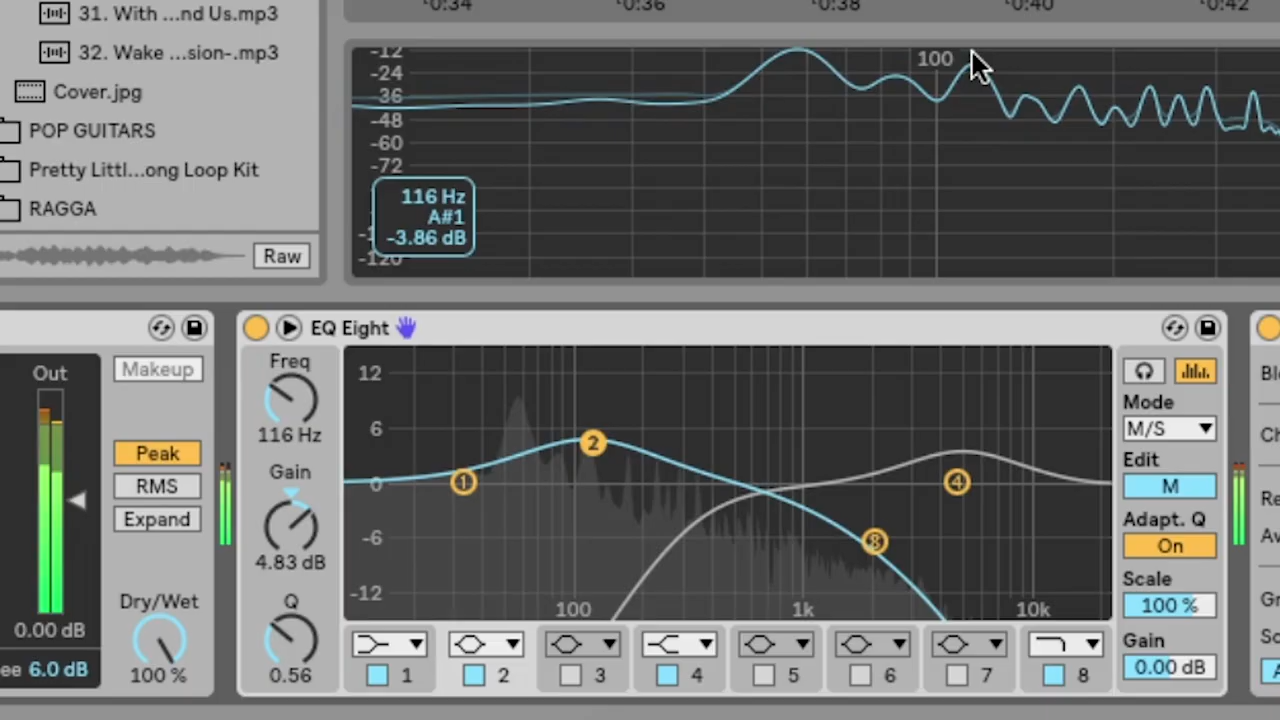 0:34 0:36 0:38 0:40 0:42
31. With ...nd Us.mp3
32. Wake ...sion-.mp3
Cover.jpg
POP GUITARS
Pretty Littl...ong Loop Kit
RAGGA
Raw
-12
-24
-36
-48
-60
-72
-120
100
116 Hz
A#1
-3.86 dB
Out
Makeup
Peak
RMS
Expand
Dry/Wet
0.00 dB
6.0 dB
100 %
EQ Eight
Freq
116 Hz
Gain
4.83 dB
Q
0.56
12
6
0
-6
-12
100 1k 10k
1
2
4
8
1 2 3 4 5 6 7 8
Mode
M/S
Edit
M
Adapt. Q
On
Scale
100 %
Gain
0.00 dB